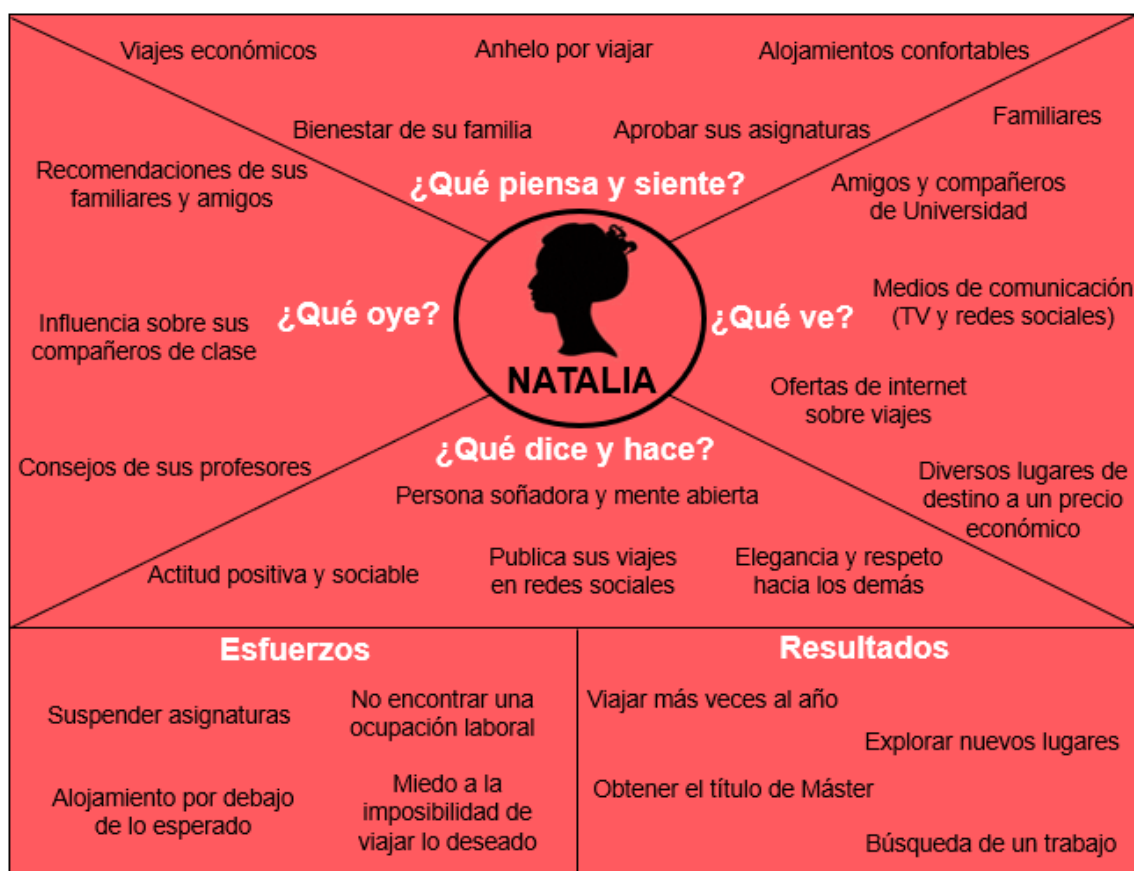 Viajes económicos
Anhelo por viajar
Alojamientos confortables
Bienestar de su familia
Aprobar sus asignaturas
¿Qué piensa y siente?
Recomendaciones de sus
familiares y amigos
¿Qué oye?
Influencia sobre sus
compañeros de clase
Consejos de sus profesores
NATALIA
Familiares
Amigos y compañeros
de Universidad
¿Qué ve?
Medios de comunicación
(TV y redes sociales)
Ofertas de internet
sobre viajes
Diversos lugares de
destino a un precio
económico
¿Qué dice y hace?
Persona soñadora y mente abierta
Actitud positiva y sociable
Publica sus viajes
en redes sociales
Elegancia y respeto
hacia los demás
Esfuerzos
Suspender asignaturas
No encontrar una
ocupación laboral
Alojamiento por debajo
de lo esperado
Miedo a la
imposibilidad de
viajar lo deseado
Resultados
Viajar más veces al año
Explorar nuevos lugares
Obtener el título de Máster
Búsqueda de un trabajo